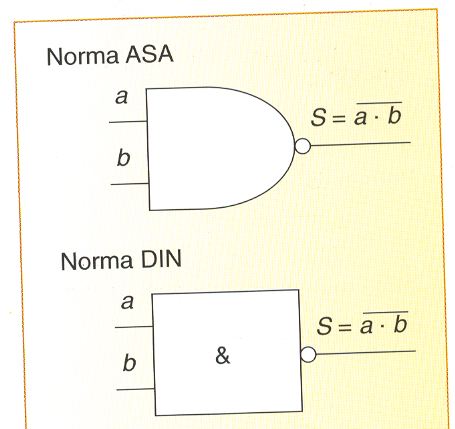 Norma ASA
a
S = a̅ ̅·̅ ̅b̅
b
Norma DIN
a
S = a̅ ̅·̅ ̅b̅
b
&